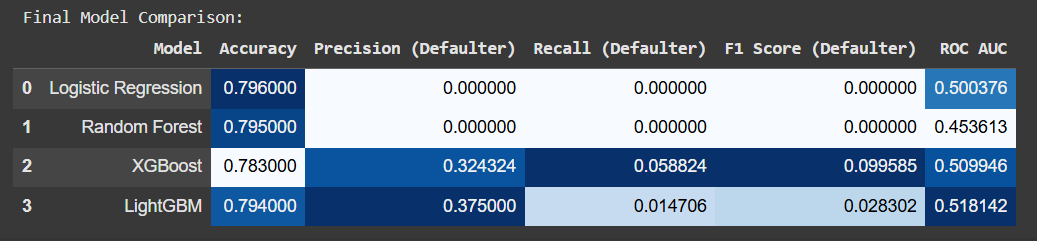 Final Model Comparison:
Model Accuracy Precision (Defaulter) Recall (Defaulter) F1 Score (Defaulter) ROC AUC
0 Logistic Regression 0.796000 0.000000 0.000000 0.000000 0.500376
1 Random Forest 0.795000 0.000000 0.000000 0.000000 0.453613
2 XGBoost 0.783000 0.324324 0.058824 0.099585 0.509946
3 LightGBM 0.794000 0.375000 0.014706 0.028302 0.518142